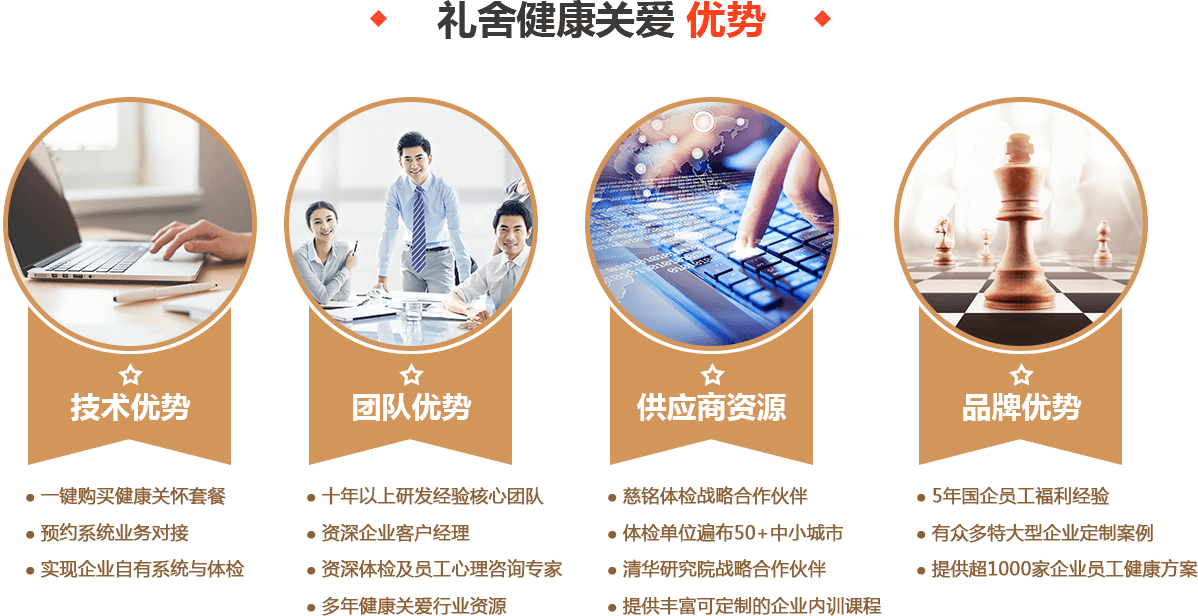 礼舍健康关爱 优势
技术优势
一键购买健康关怀套餐
预约系统业务对接
实现企业自有系统与体检
团队优势
十年以上研发经验核心团队
资深企业客户经理
资深体检及员工心理咨询专家
多年健康关爱行业资源
供应商资源
慈铭体检战略合作伙伴
体检单位遍布50+中小城市
清华研究院战略合作伙伴
提供丰富可定制的企业内训课程
品牌优势
5年国企员工福利经验
有众多特大型企业定制案例
提供超1000家企业员工健康方案